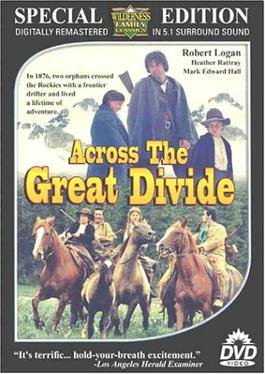 SPECIAL EDITION
DIGITALLY REMASTERED IN 5.1 SURROUND SOUND
WILDERNESS
FAMILY
CLASSICS
Robert Logan
Heather Rattray
Mark Edward Hall
In 1876, two orphans crossed
the Rockies with a frontier
drifter and lived
a lifetime of
adventure.
Across The
Great Divide
"It's terrific... hold-your-breath excitement."
-Los Angeles Herald Examiner
DVD
VIDEO